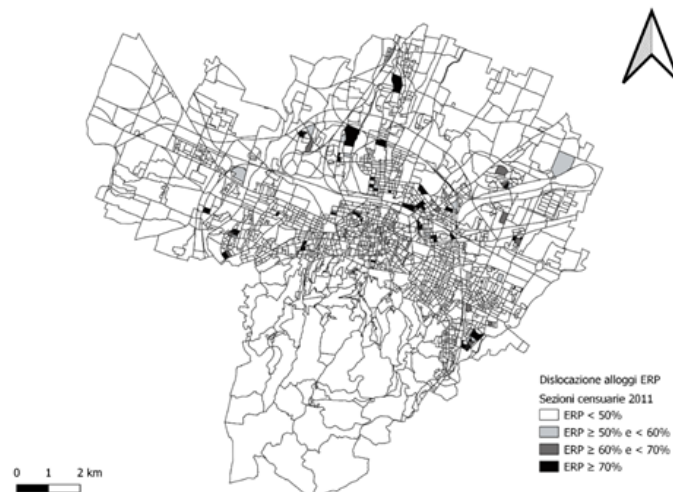 Dislocazione alloggi ERP
Sezioni censuarie 2011
ERP < 50%
ERP ≥ 50% e < 60%
ERP ≥ 60% e < 70%
ERP ≥ 70%
0 1 2 km